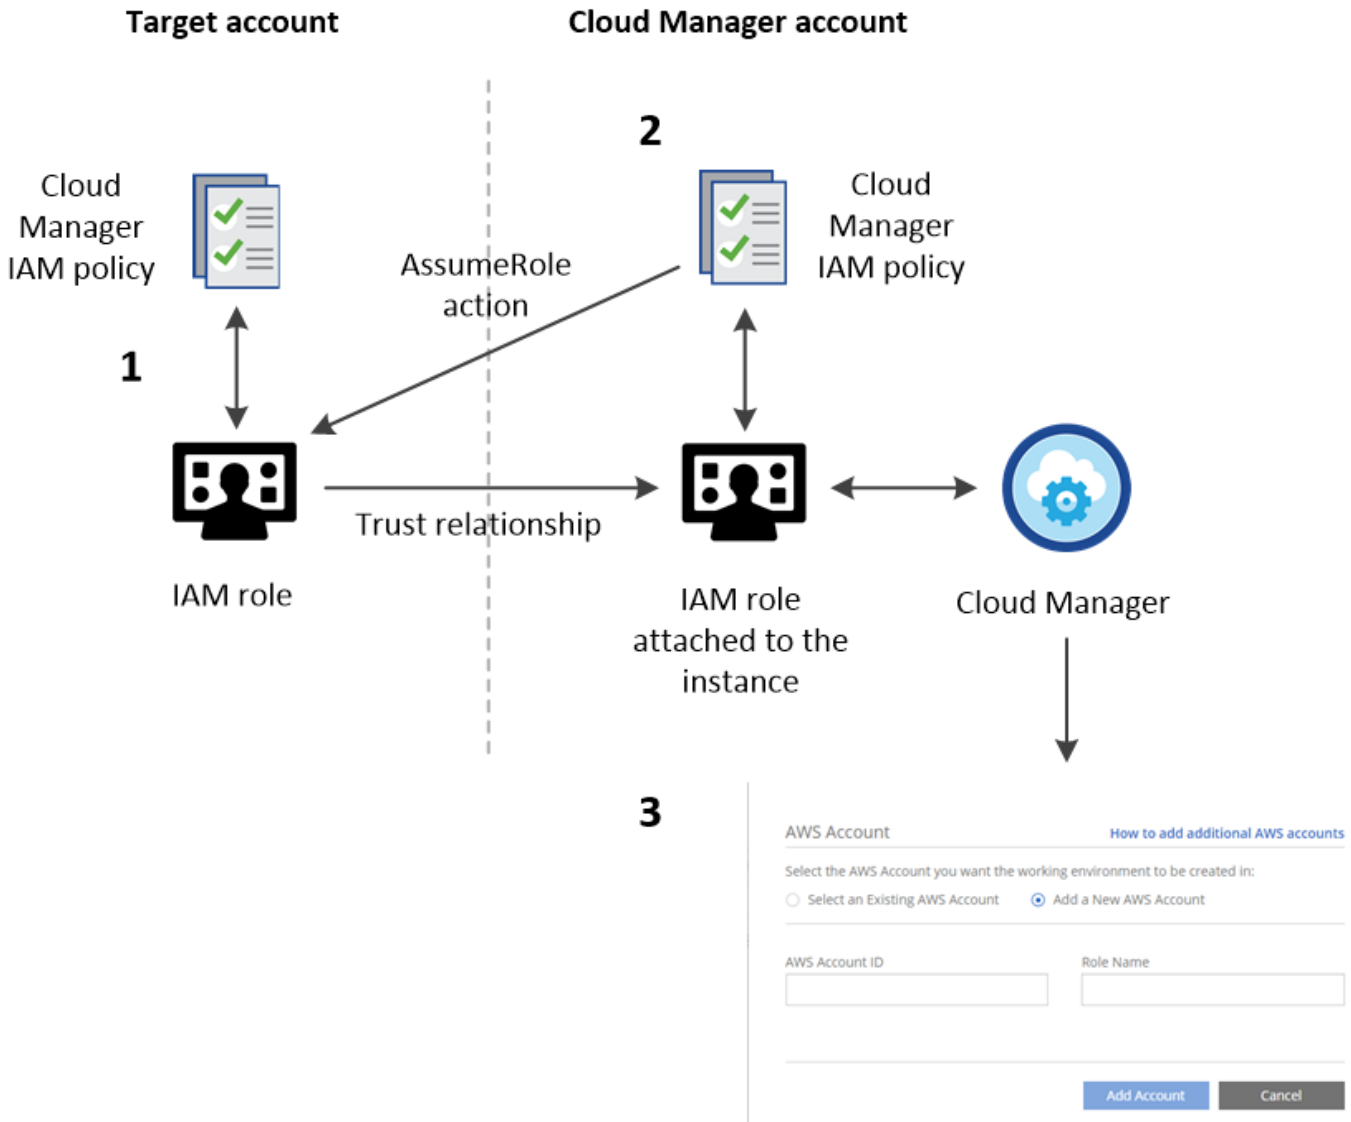 Target account
Cloud Manager account
2
Cloud
Manager
IAM policy
AssumeRole
action
Cloud
Manager
IAM policy
1
Trust relationship
IAM role
IAM role
attached to the
instance
Cloud Manager
3
AWS Account
How to add additional AWS accounts
Select the AWS Account you want the working environment to be created in:
Select an Existing AWS Account
Add a New AWS Account
AWS Account ID
Role Name
Add Account
Cancel